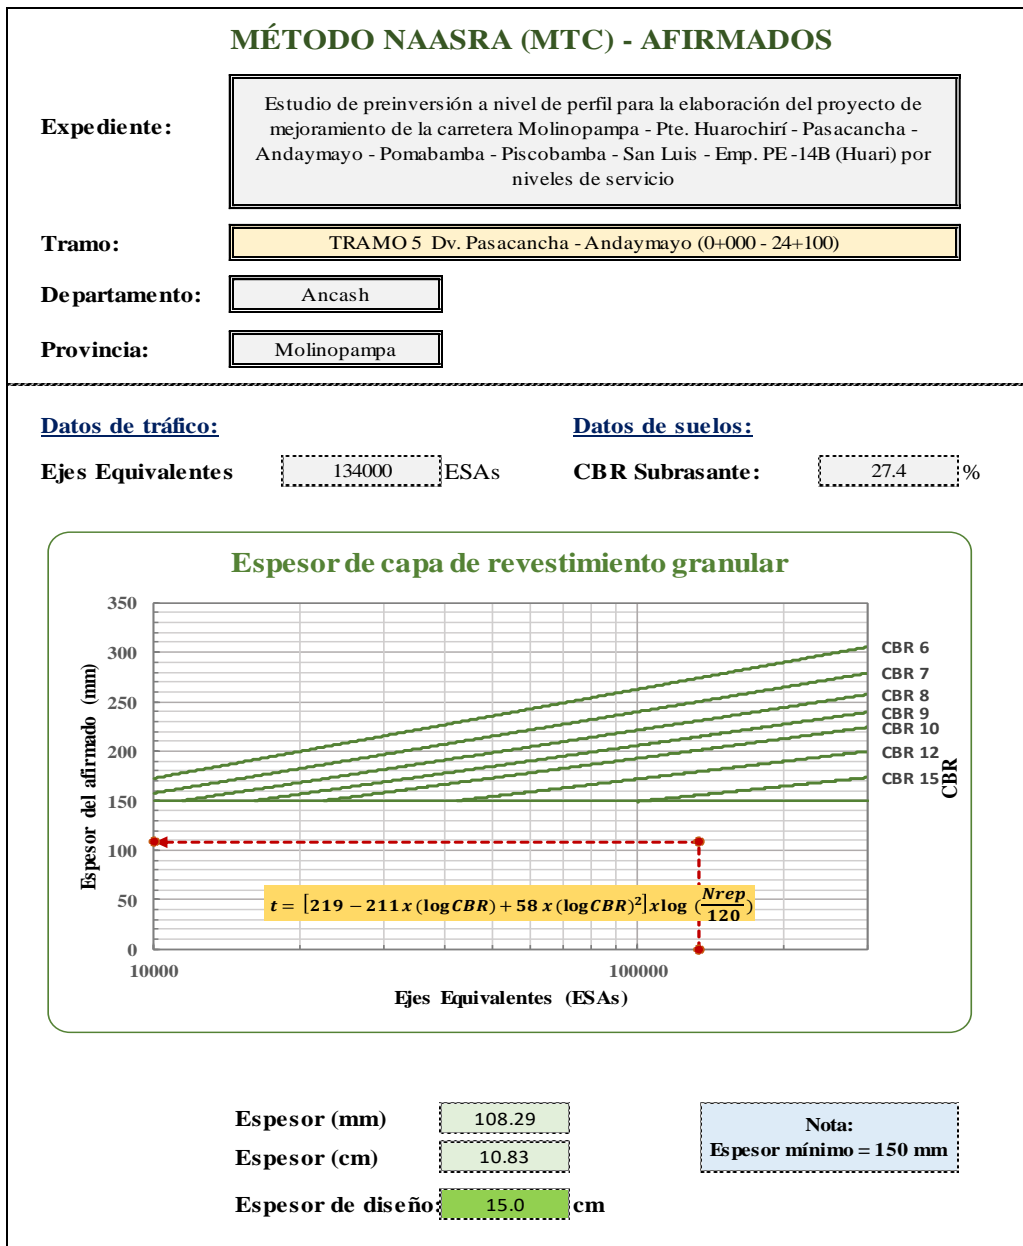 MÉTODO NAASRA (MTC) - AFIRMADOS
Expediente:
Estudio de preinversión a nivel de perfil para la elaboración del proyecto de
mejoramiento de la carretera Molinopampa - Pte. Huarochirí - Pasacancha -
Andaymayo - Pomabamba - Piscobamba - San Luis - Emp. PE-14B (Huari) por
niveles de servicio
Tramo:
TRAMO 5 Dv. Pasacancha - Andaymayo (0+000 - 24+100)
Departamento:
Ancash
Provincia:
Molinopampa
Datos de tráfico:
Datos de suelos:
Ejes Equivalentes 134000 ESAs
CBR Subrasante: 27.4 %
Espesor de capa de revestimiento granular
Espesor del afirmado (mm)
350
300
250
200
150
100
50
0
CBR 6
CBR 7
CBR 8
CBR 9
CBR 10
CBR 12
CBR 15
CBR
t = [219 − 211 x (log CBR) + 58 x (log CBR)²] x log (Nrep/120)
10000
100000
Ejes Equivalentes (ESAs)
Espesor (mm) 108.29
Espesor (cm) 10.83
Espesor de diseño: 15.0 cm
Nota:
Espesor mínimo = 150 mm